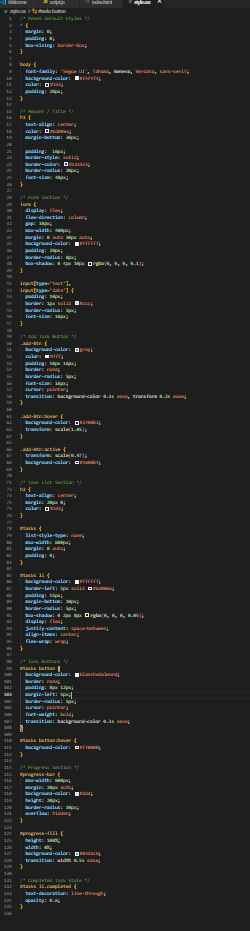 Welcome script.js index.html style.css
style.css > #tasks button
/* Reset default styles */
* {
margin: 0;
padding: 0;
box-sizing: border-box;
}
body {
font-family: 'Segoe UI', Tahoma, Geneva, Verdana, sans-serif;
background-color: #f4f4f4;
color: #333;
padding: 20px;
}
/* Header / Title */
h1 {
text-align: center;
color:
margin-bottom: 30px;
padding: 10px;
border-style: solid;
border-color:
border-radius: 20px;
font-size: 40px;
}
/* Form Section */
form {
display: flex;
flex-direction: column;
gap: 10px;
max-width: 400px;
margin: 0 auto 30px auto;
background-color: #ffffff;
padding: 20px;
border-radius: 8px;
box-shadow: 0 4px 10px rgba(0, 0, 0, 0.1);
}
input[type="text"],
input[type="date"] {
padding: 10px;
border: 1px solid #ccc;
border-radius: 5px;
font-size: 16px;
}
/* Add Task Button */
.add-btn {
background-color: gray;
color: #fff;
padding: 10px 16px;
border: none;
border-radius: 5px;
font-size: 16px;
cursor: pointer;
transition: background-color 0.3s ease, transform 0.2s ease;
}
.add-btn:hover {
background-color: #3700b3;
transform: scale(1.05);
}
.add-btn:active {
transform: scale(0.97);
background-color:
}
/* Task List Section */
h2 {
text-align: center;
margin: 20px 0;
color: #333;
}
#tasks {
list-style-type: none;
max-width: 600px;
margin: 0 auto;
padding: 0;
}
#tasks li {
background-color: #ffffff;
border-left: 5px solid #6200ee;
padding: 15px;
margin-bottom: 10px;
border-radius: 5px;
box-shadow: 0 2px 8px rgba(0, 0, 0, 0.05);
display: flex;
justify-content: space-between;
align-items: center;
flex-wrap: wrap;
}
/* Task Buttons */
#tasks button {
background-color: blanchedalmond;
border: none;
padding: 8px 12px;
margin-left: 5px;
border-radius: 5px;
cursor: pointer;
font-weight: bold;
transition: background-color 0.3s ease;
}
#tasks button:hover {
background-color:
}
/* Progress Section */
#progress-bar {
max-width: 600px;
margin: 20px auto;
background-color: #ddd;
height: 20px;
border-radius: 10px;
overflow: hidden;
}
#progress-fill {
height: 100%;
width: 0%;
background-color: #03dac6;
transition: width 0.5s ease;
}
/* Completed Task Style */
#tasks li.completed {
text-decoration: line-through;
opacity: 0.6;
}